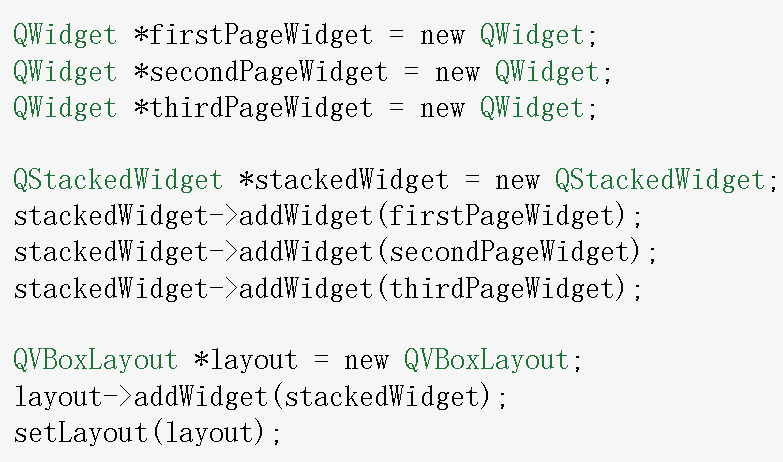 QWidget *firstPageWidget = new QWidget;
QWidget *secondPageWidget = new QWidget;
QWidget *thirdPageWidget = new QWidget;
QStackedWidget *stackedWidget = new QStackedWidget;
stackedWidget->addWidget(firstPageWidget);
stackedWidget->addWidget(secondPageWidget);
stackedWidget->addWidget(thirdPageWidget);
QVBoxLayout *layout = new QVBoxLayout;
layout->addWidget(stackedWidget);
setLayout(layout);